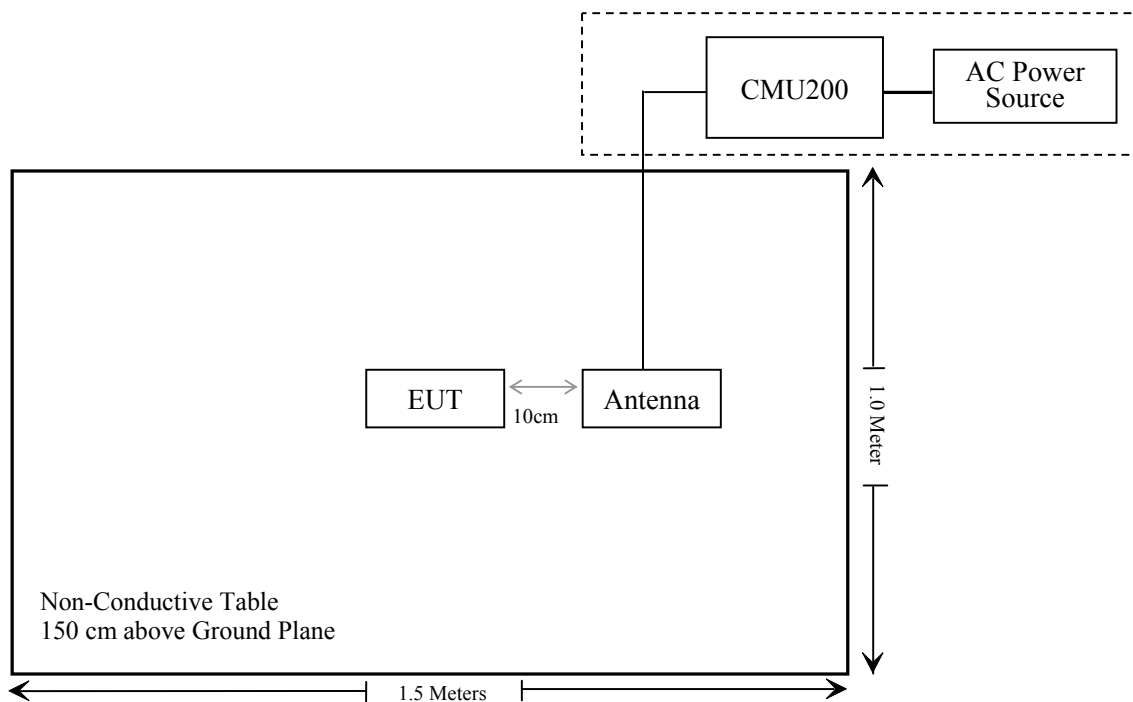 CMU200
AC Power
Source
EUT
10cm
Antenna
1.0 Meter
Non-Conductive Table
150 cm above Ground Plane
1.5 Meters